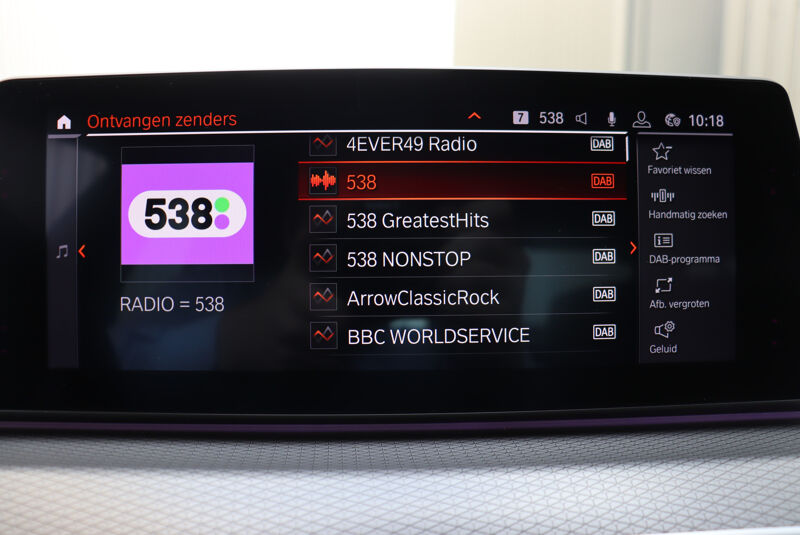 Ontvangen zenders
7 538 10:18
538
RADIO = 538
4EVER49 Radio DAB
538 DAB
538 GreatestHits DAB
538 NONSTOP DAB
ArrowClassicRock DAB
BBC WORLDSERVICE DAB
Favoriet wissen
Handmatig zoeken
DAB-programma
Afb. vergroten
Geluid